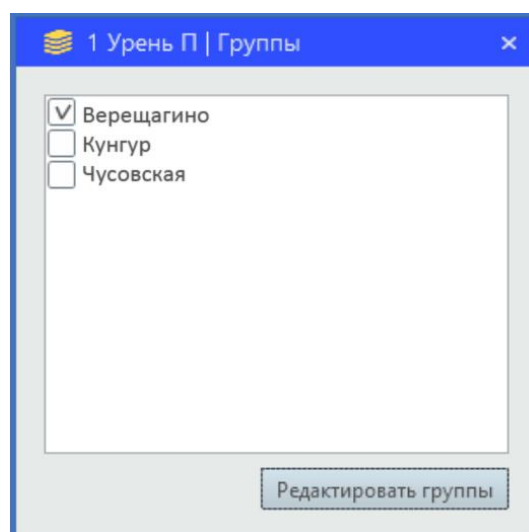 1 Урень П | Группы
Верещагино
Кунгур
Чусовская
Редактировать группы